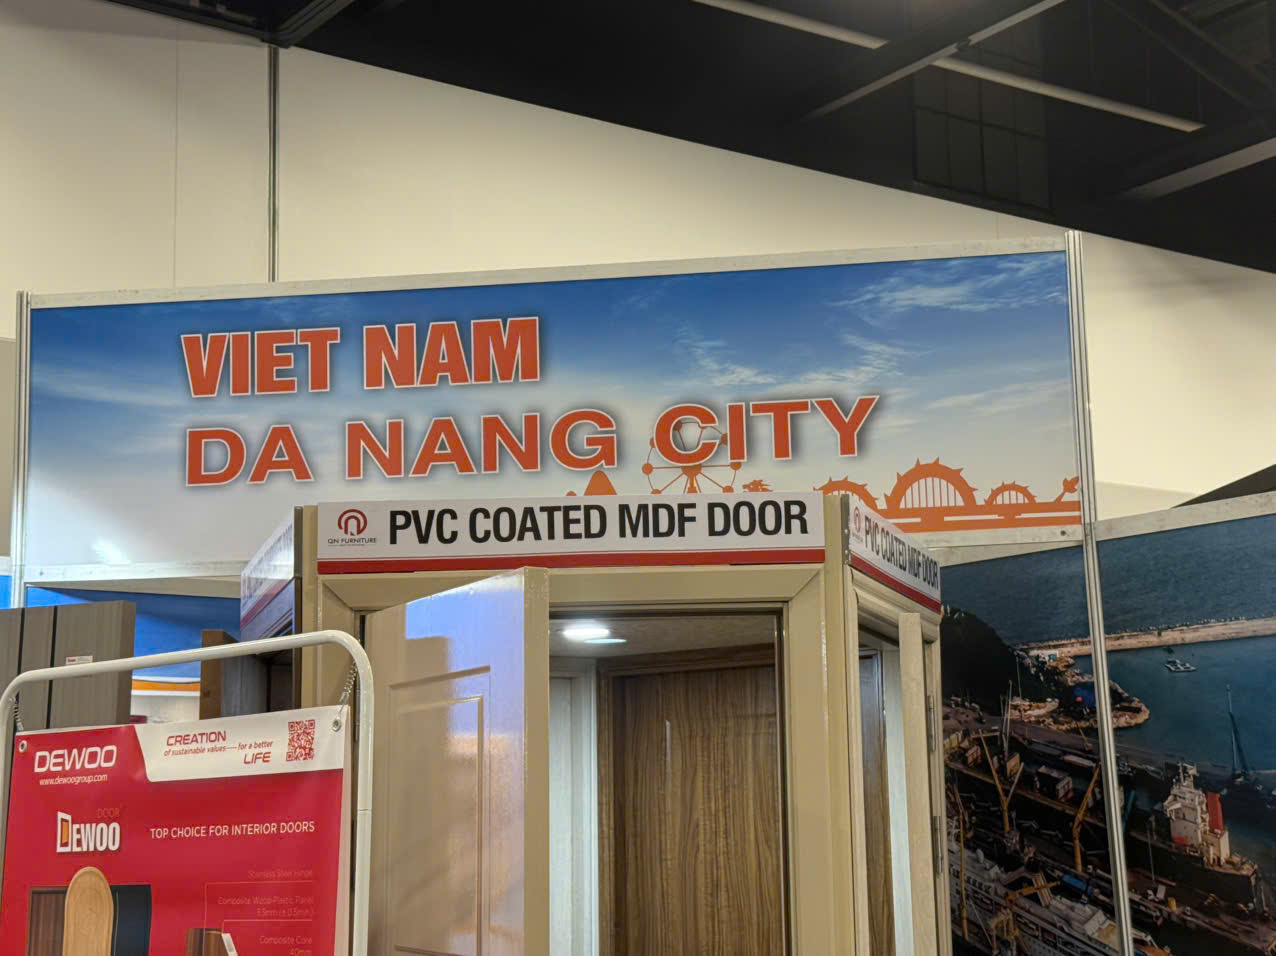 VIET NAM
DA NANG CITY
QN FURNITURE
PVC COATED MDF DOOR
PVC COATED MDF DOOR
DEWOO
www.dewoogroup.com
CREATION
of sustainable values — for a better
LIFE
DOOR
DEWOO
TOP CHOICE FOR INTERIOR DOORS
Stainless Steel Hinge
Composite Wood-Plastic Panel
Composite Core
40mm